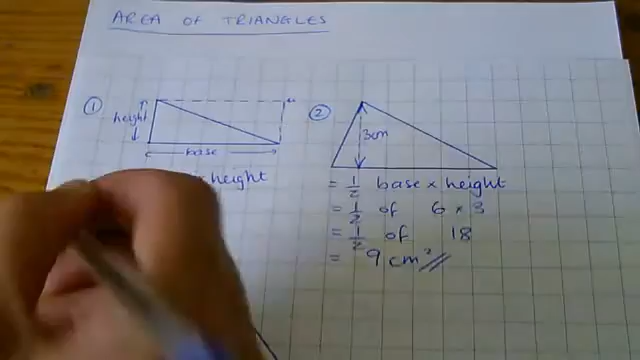 AREA OF TRIANGLES
①
height
base
× height
②
3cm
= 1/2 base × height
= 1/2 of 6 × 3
= 1/2 of 18
= 9 cm²